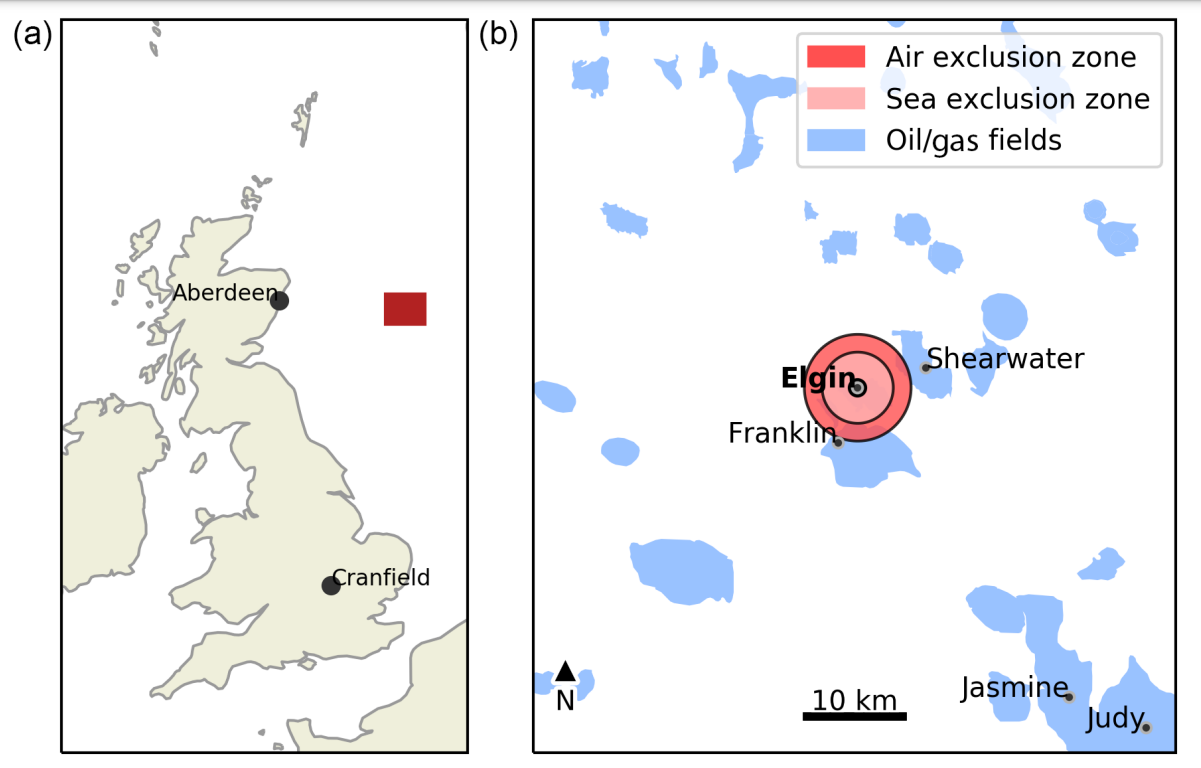 (a)
Aberdeen
Cranfield
(b)
Air exclusion zone
Sea exclusion zone
Oil/gas fields
Shearwater
Elgin
Franklin
N
10 km
Jasmine
Judy